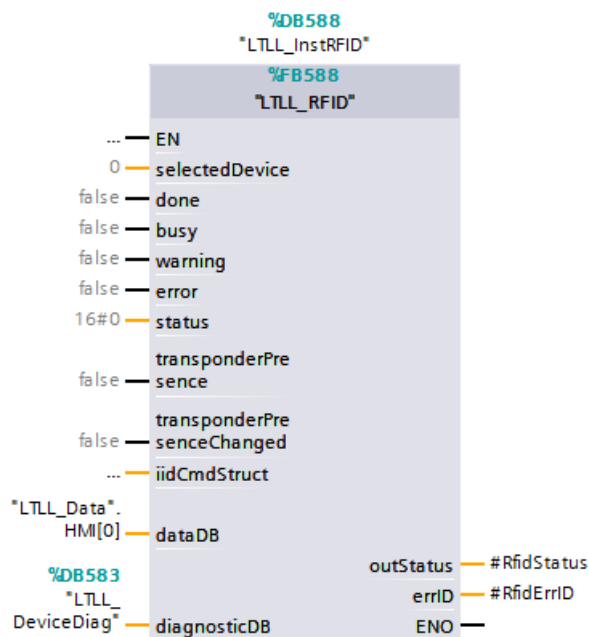 %DB588
"LTLL_InstRFID"
%FB588
"LTLL_RFID"
... EN
0 selectedDevice
false done
false busy
false warning
false error
16#0 status
transponderPre
false sence
transponderPre
false senceChanged
... iidCmdStruct
"LTLL_Data".
HMI[0] dataDB
outStatus #RfidStatus
%DB583
"LTLL_
errID #RfidErrID
DeviceDiag" diagnosticDB ENO